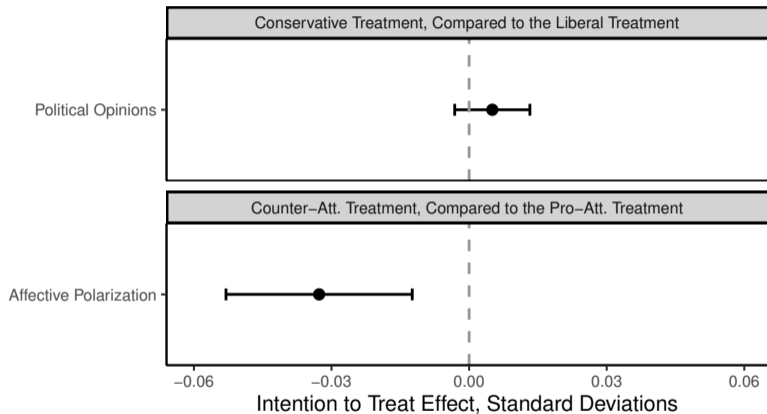 Conservative Treatment, Compared to the Liberal Treatment
Political Opinions
Counter−Att. Treatment, Compared to the Pro−Att. Treatment
Affective Polarization
−0.06 −0.03 0.00 0.03 0.06
Intention to Treat Effect, Standard Deviations